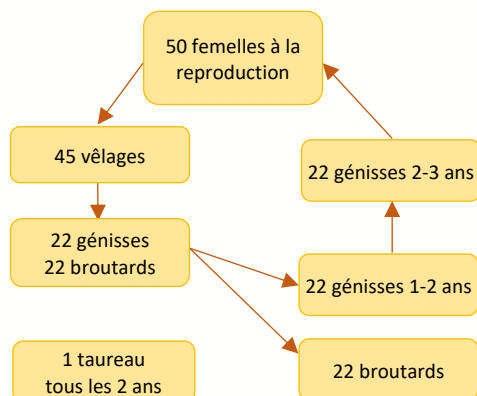 50 femelles à la
reproduction
45 vêlages
22 génisses
22 broutards
22 génisses 2-3 ans
22 génisses 1-2 ans
22 broutards
1 taureau
tous les 2 ans